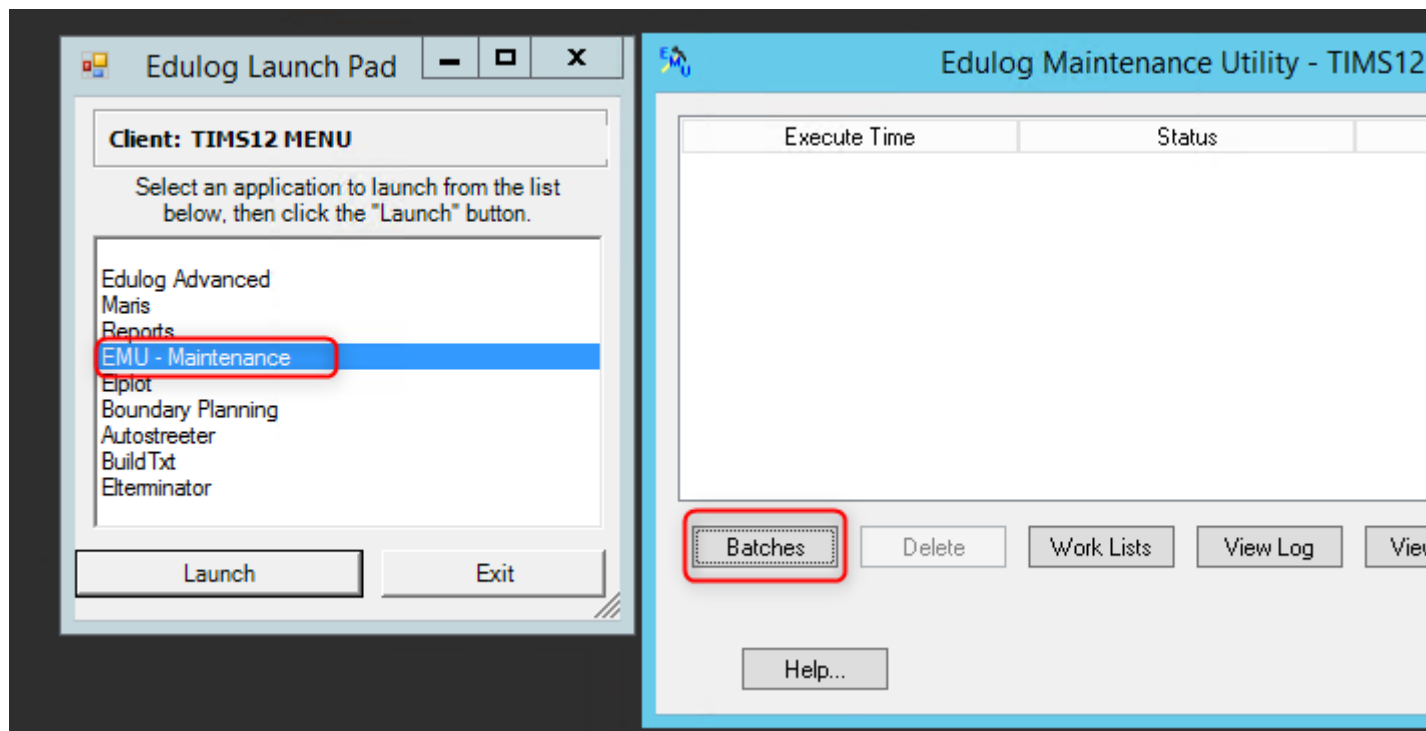 Edulog Launch Pad
Client: TIMS12 MENU
Select an application to launch from the list
below, then click the "Launch" button.
Edulog Advanced
Maris
Reports
EMU - Maintenance
Elplot
Boundary Planning
Autostreeter
BuildTxt
Elterminator
Launch
Exit
EMU
Edulog Maintenance Utility - TIMS12
Execute Time
Status
Batches
Delete
Work Lists
View Log
View
Help...